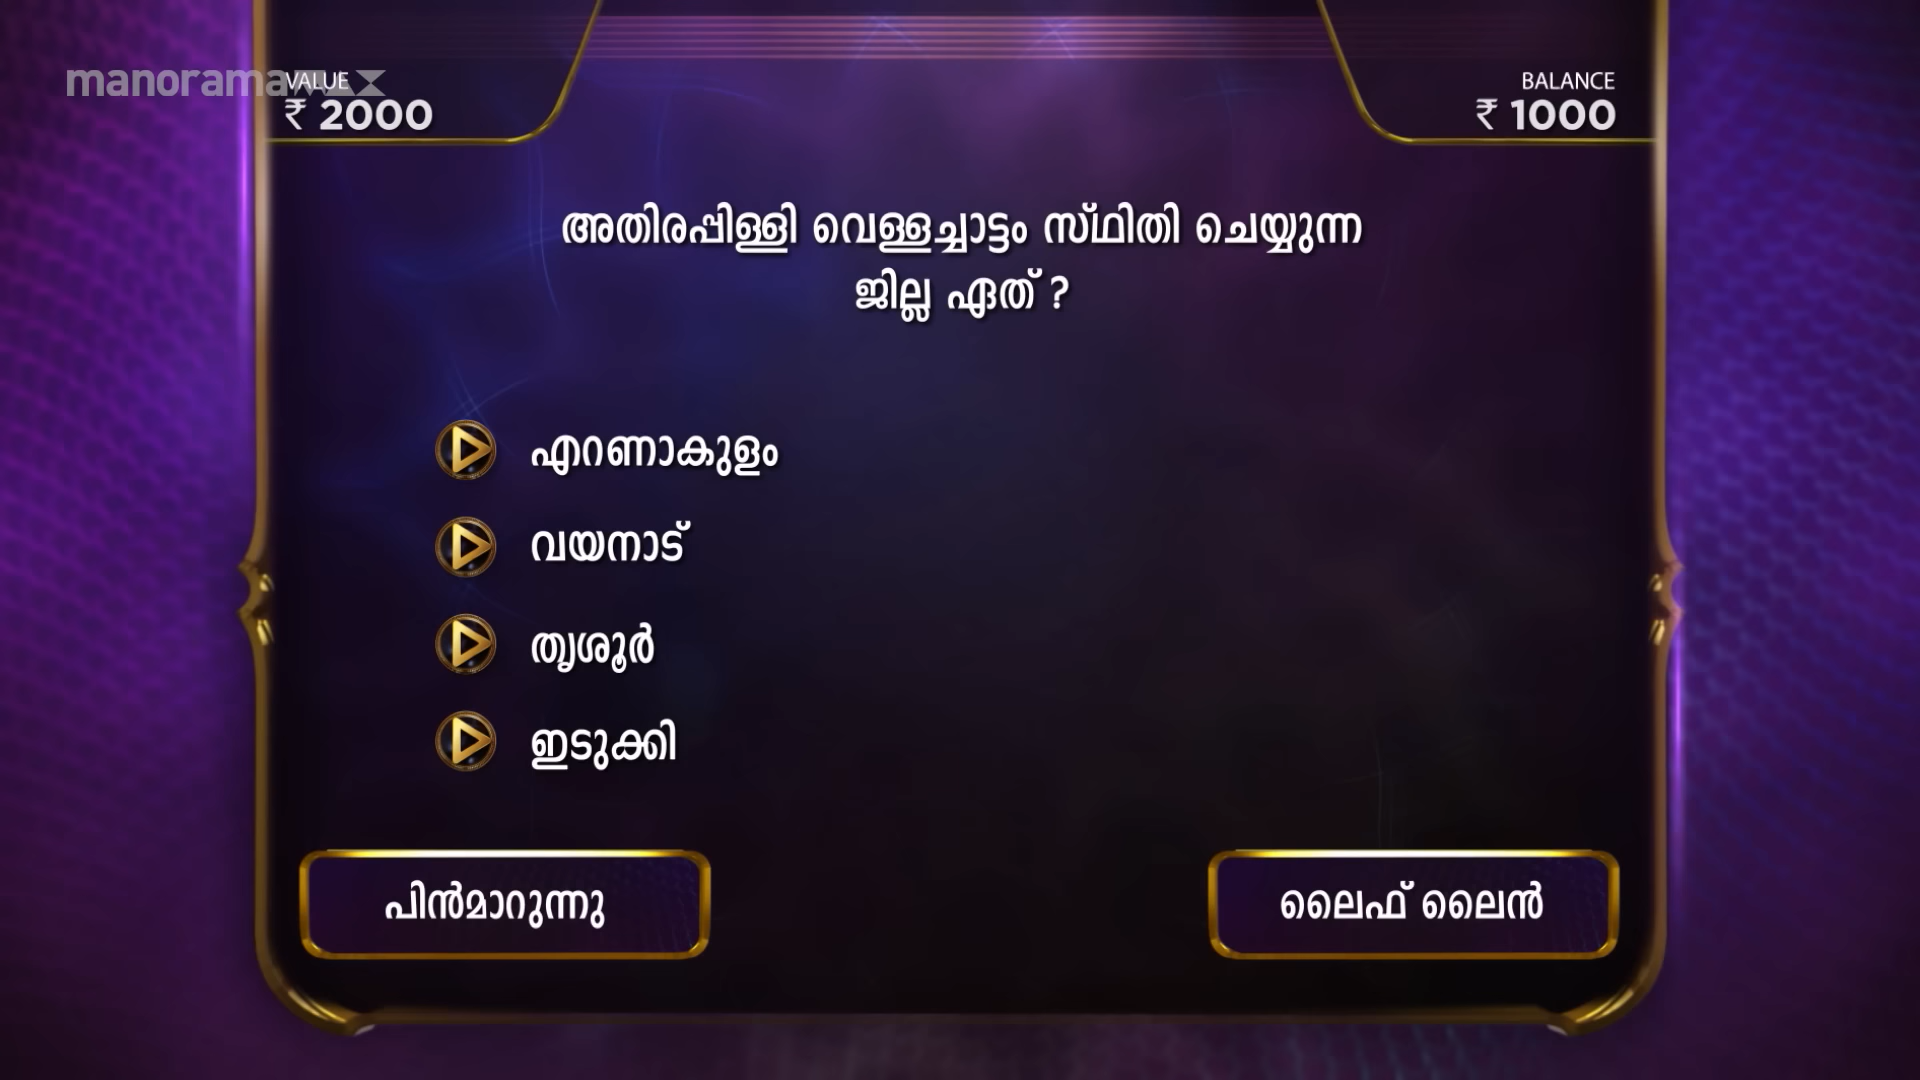 manoramaMAX
VALUE
₹ 2000
BALANCE
₹ 1000
അതിരപ്പിള്ളി വെള്ളച്ചാട്ടം സ്ഥിതി ചെയ്യുന്ന
ജില്ല ഏത് ?
എറണാകുളം
വയനാട്
തൃശൂർ
ഇടുക്കി
പിൻമാറുന്നു
ലൈഫ് ലൈൻ